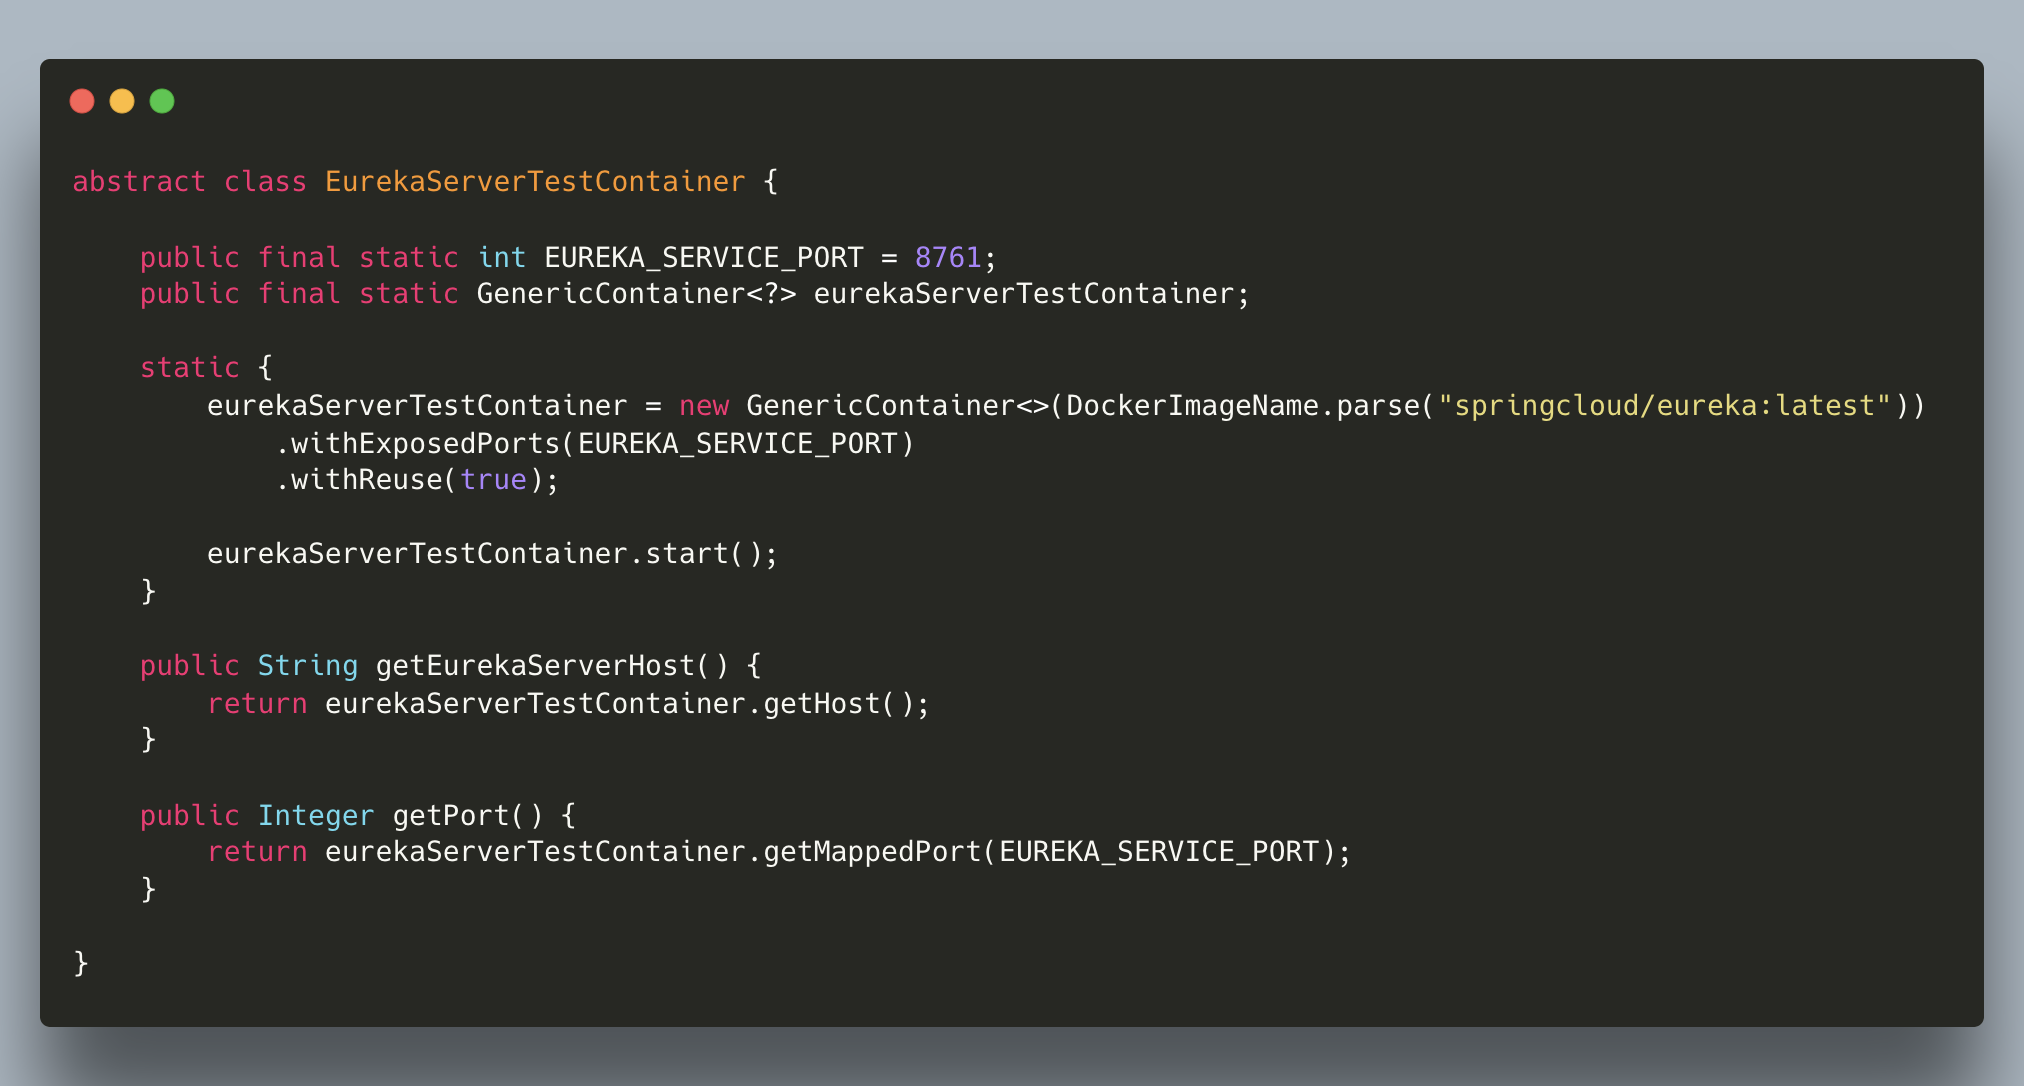 abstract class EurekaServerTestContainer {
    public final static int EUREKA_SERVICE_PORT = 8761;
    public final static GenericContainer<?> eurekaServerTestContainer;
    static {
        eurekaServerTestContainer = new GenericContainer<>(DockerImageName.parse("springcloud/eureka:latest"))
            .withExposedPorts(EUREKA_SERVICE_PORT)
            .withReuse(true);
        eurekaServerTestContainer.start();
    }
    public String getEurekaServerHost() {
        return eurekaServerTestContainer.getHost();
    }
    public Integer getPort() {
        return eurekaServerTestContainer.getMappedPort(EUREKA_SERVICE_PORT);
    }
}